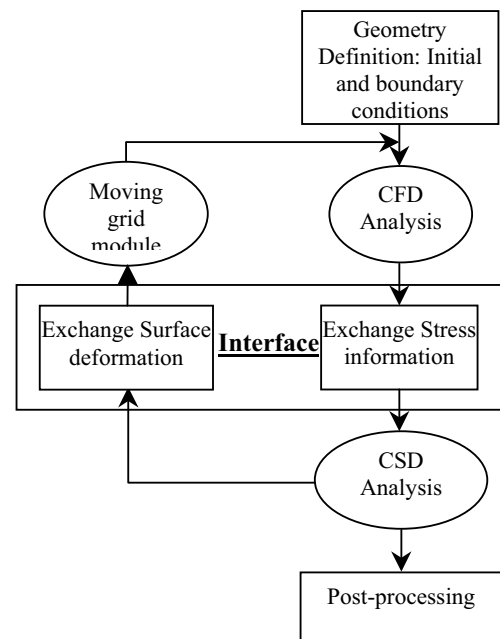 Geometry
Definition: Initial
and boundary
conditions
Moving
grid
module
CFD
Analysis
Exchange Surface
deformation
Interface
Exchange Stress
information
CSD
Analysis
Post-processing